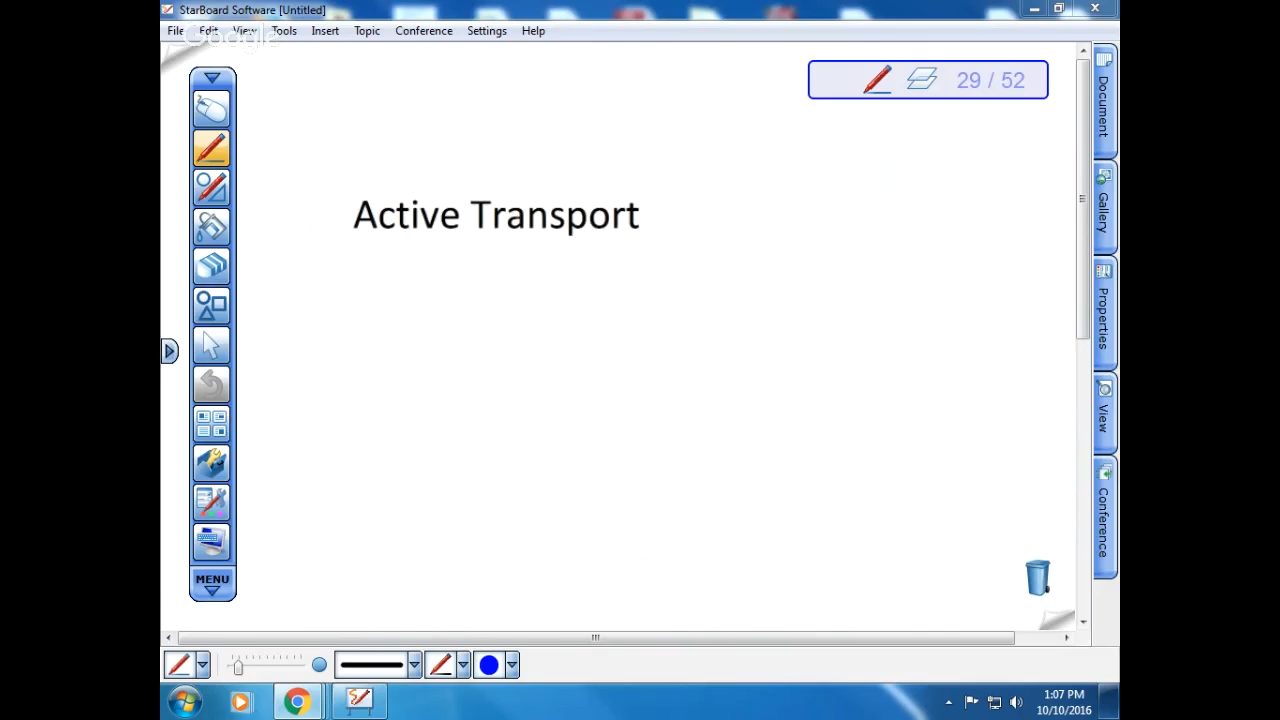 StarBoard Software [Untitled]
File Edit View Tools Insert Topic Conference Settings Help
Google
29 / 52
Document
Gallery
Properties
View
Conference
Active Transport
MENU
1:07 PM
10/10/2016